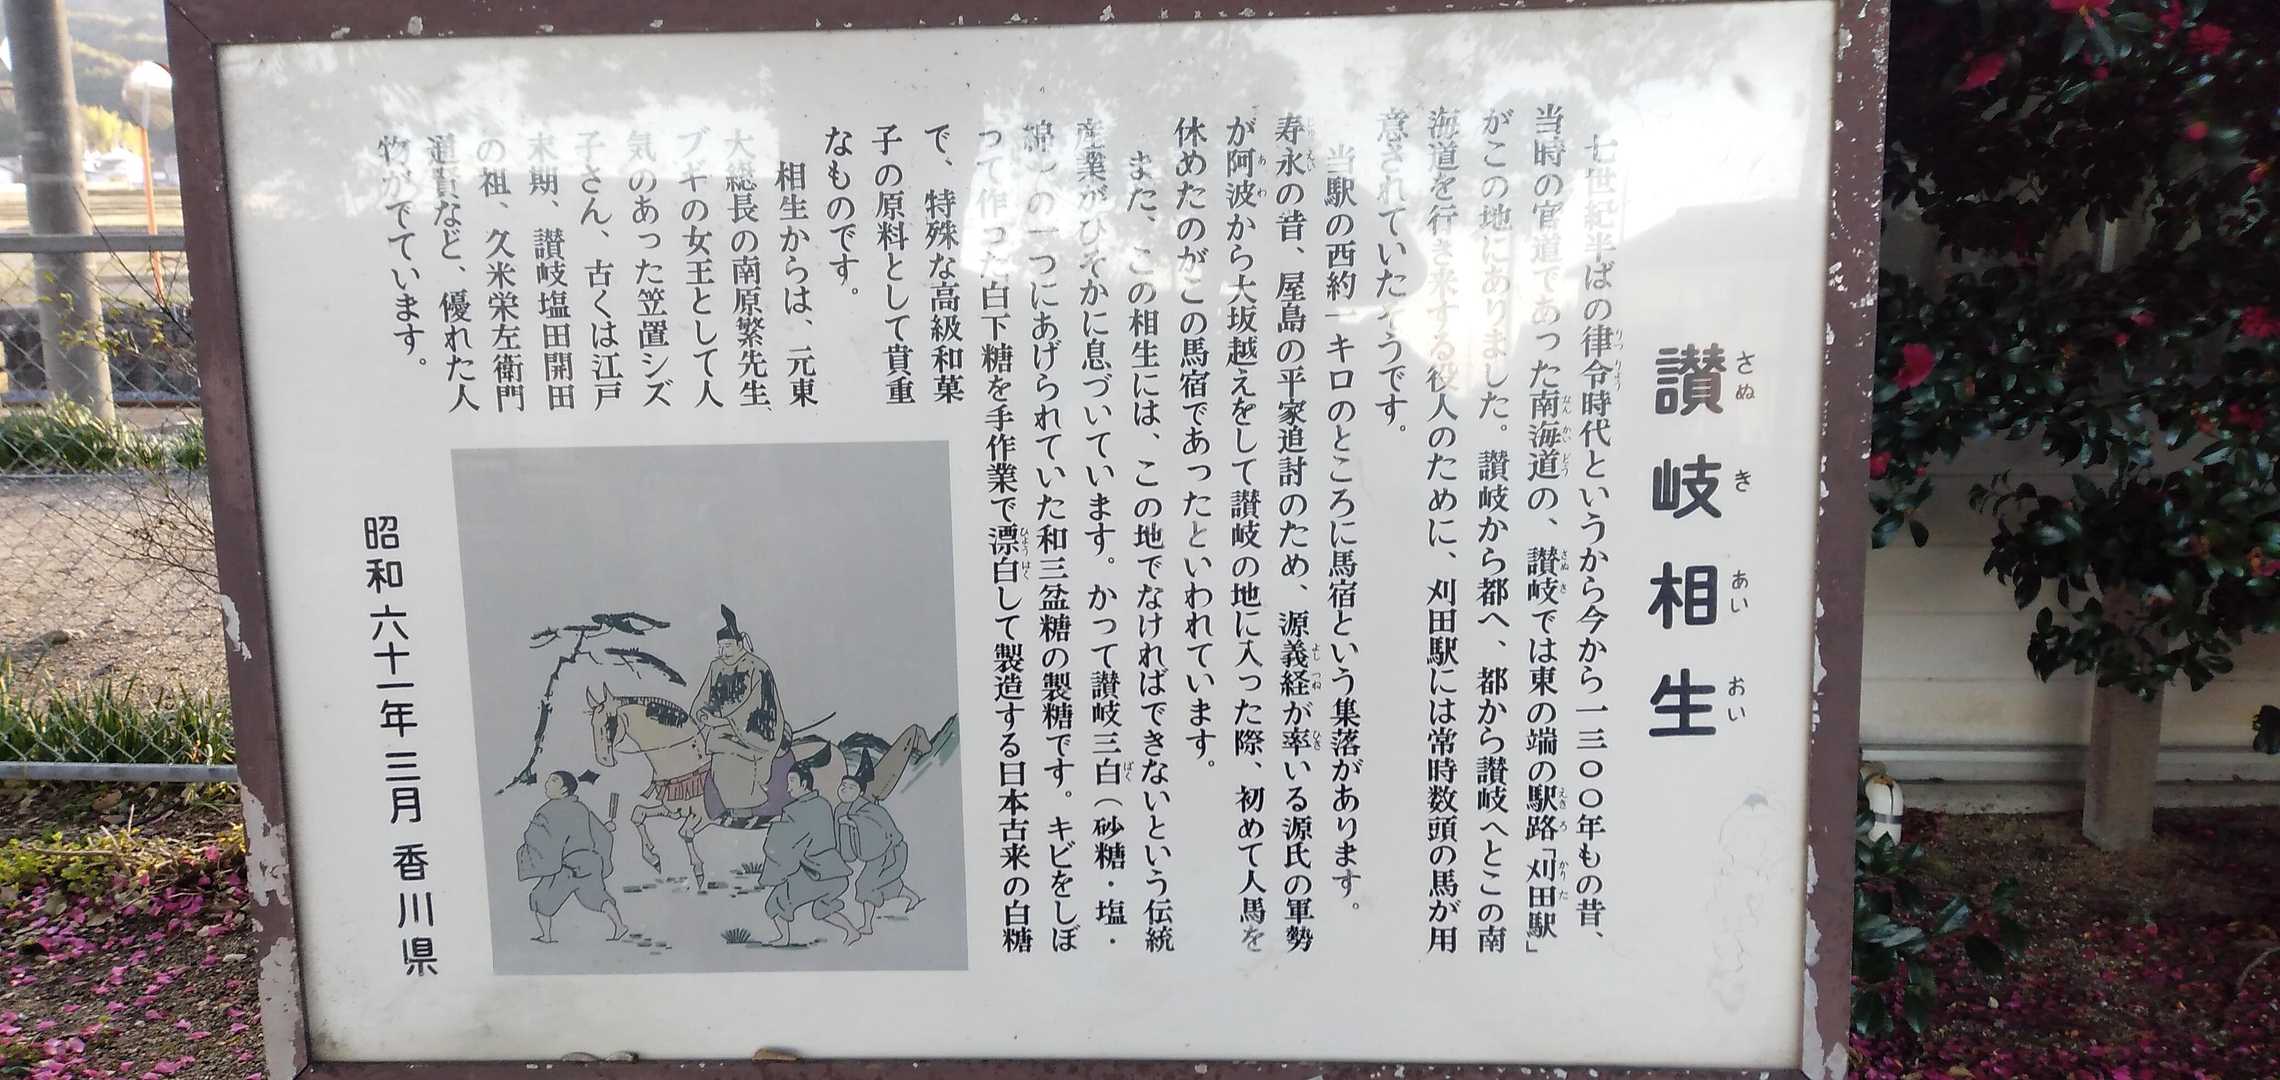 讃岐相生
さぬきあいおい
七世紀半ばの律令時代というから今から一三〇〇年もの昔、
当時の官道であった南海道の、讃岐では東の端の駅路「刈田駅」
がこの地にありました。讃岐から都へ、都から讃岐へとこの南
海道を行き来する役人のために、刈田駅には常時数頭の馬が用
意されていたそうです。
当駅の西約一キロのところに馬宿という集落があります。
寿永の昔、屋島の平家追討のため、源義経が率いる源氏の軍勢
が阿波から大坂越えをして讃岐の地に入った際、初めて人馬を
休めたのがこの馬宿であったといわれています。
また、この相生には、この地でなければできないという伝統
産業がひそかに息づいています。かって讃岐三白（砂糖・塩・
綿）の一つにあげられていた和三盆糖の製糖です。キビをしぼ
って作った白下糖を手作業で漂白して製造する日本古来の白糖
で、特殊な高級和菓
子の原料として貴重
なものです。
相生からは、元東
大総長の南原繁先生、
ブギの女王として人
気のあった笠置シズ
子さん、古くは江戸
末期、讃岐塩田開田
の祖、久米栄左衛門
通賢など、優れた人
物がでています。
昭和六十一年三月 香川県